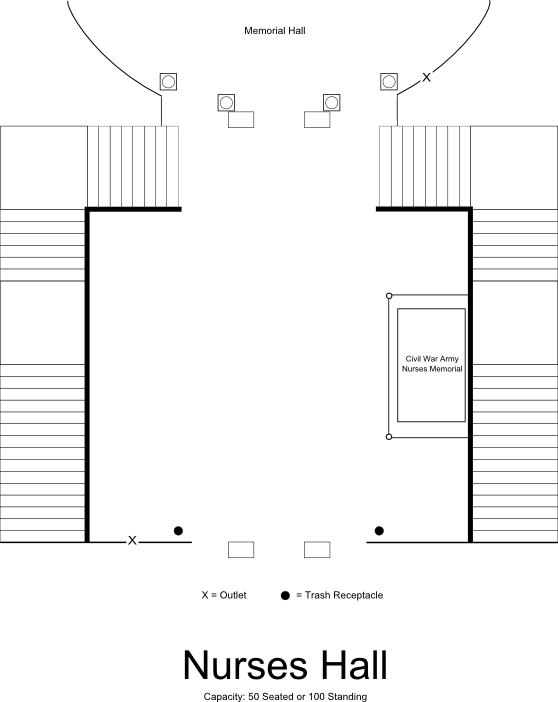 Memorial Hall
X
Civil War Army
Nurses Memorial
X
X = Outlet
= Trash Receptacle
Nurses Hall
Capacity: 50 Seated or 100 Standing